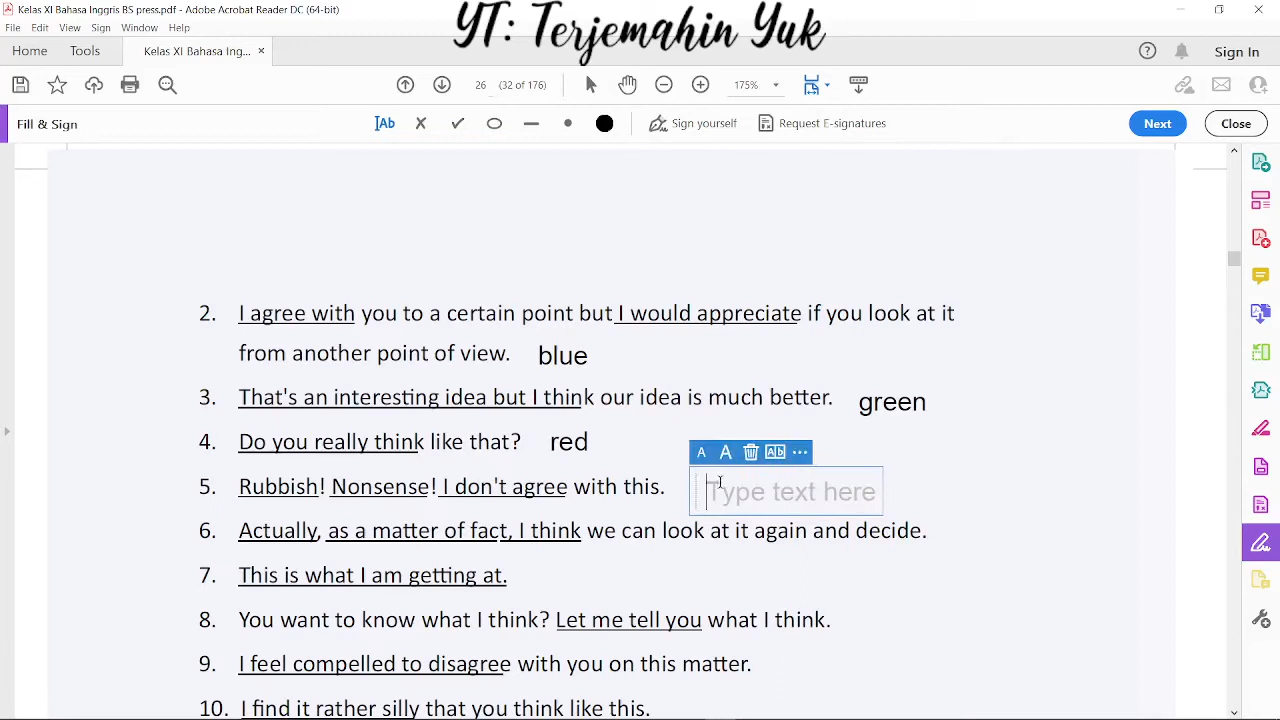 Kelas XI Bahasa Inggris BS press.pdf - Adobe Acrobat Reader DC (64-bit)
YT: Terjemahin Yuk
File Edit View Sign Window Help
Home Tools Kelas XI Bahasa Ing... × Sign In
26 (32 of 176) 175%
Fill & Sign Ab Sign yourself Request E-signatures Next Close
2. I agree with you to a certain point but I would appreciate if you look at it
from another point of view. blue
3. That's an interesting idea but I think our idea is much better. green
4. Do you really think like that? red
A A Ab ...
5. Rubbish! Nonsense! I don't agree with this. Type text here
6. Actually, as a matter of fact, I think we can look at it again and decide.
7. This is what I am getting at.
8. You want to know what I think? Let me tell you what I think.
9. I feel compelled to disagree with you on this matter.
10. I find it rather silly that you think like this.